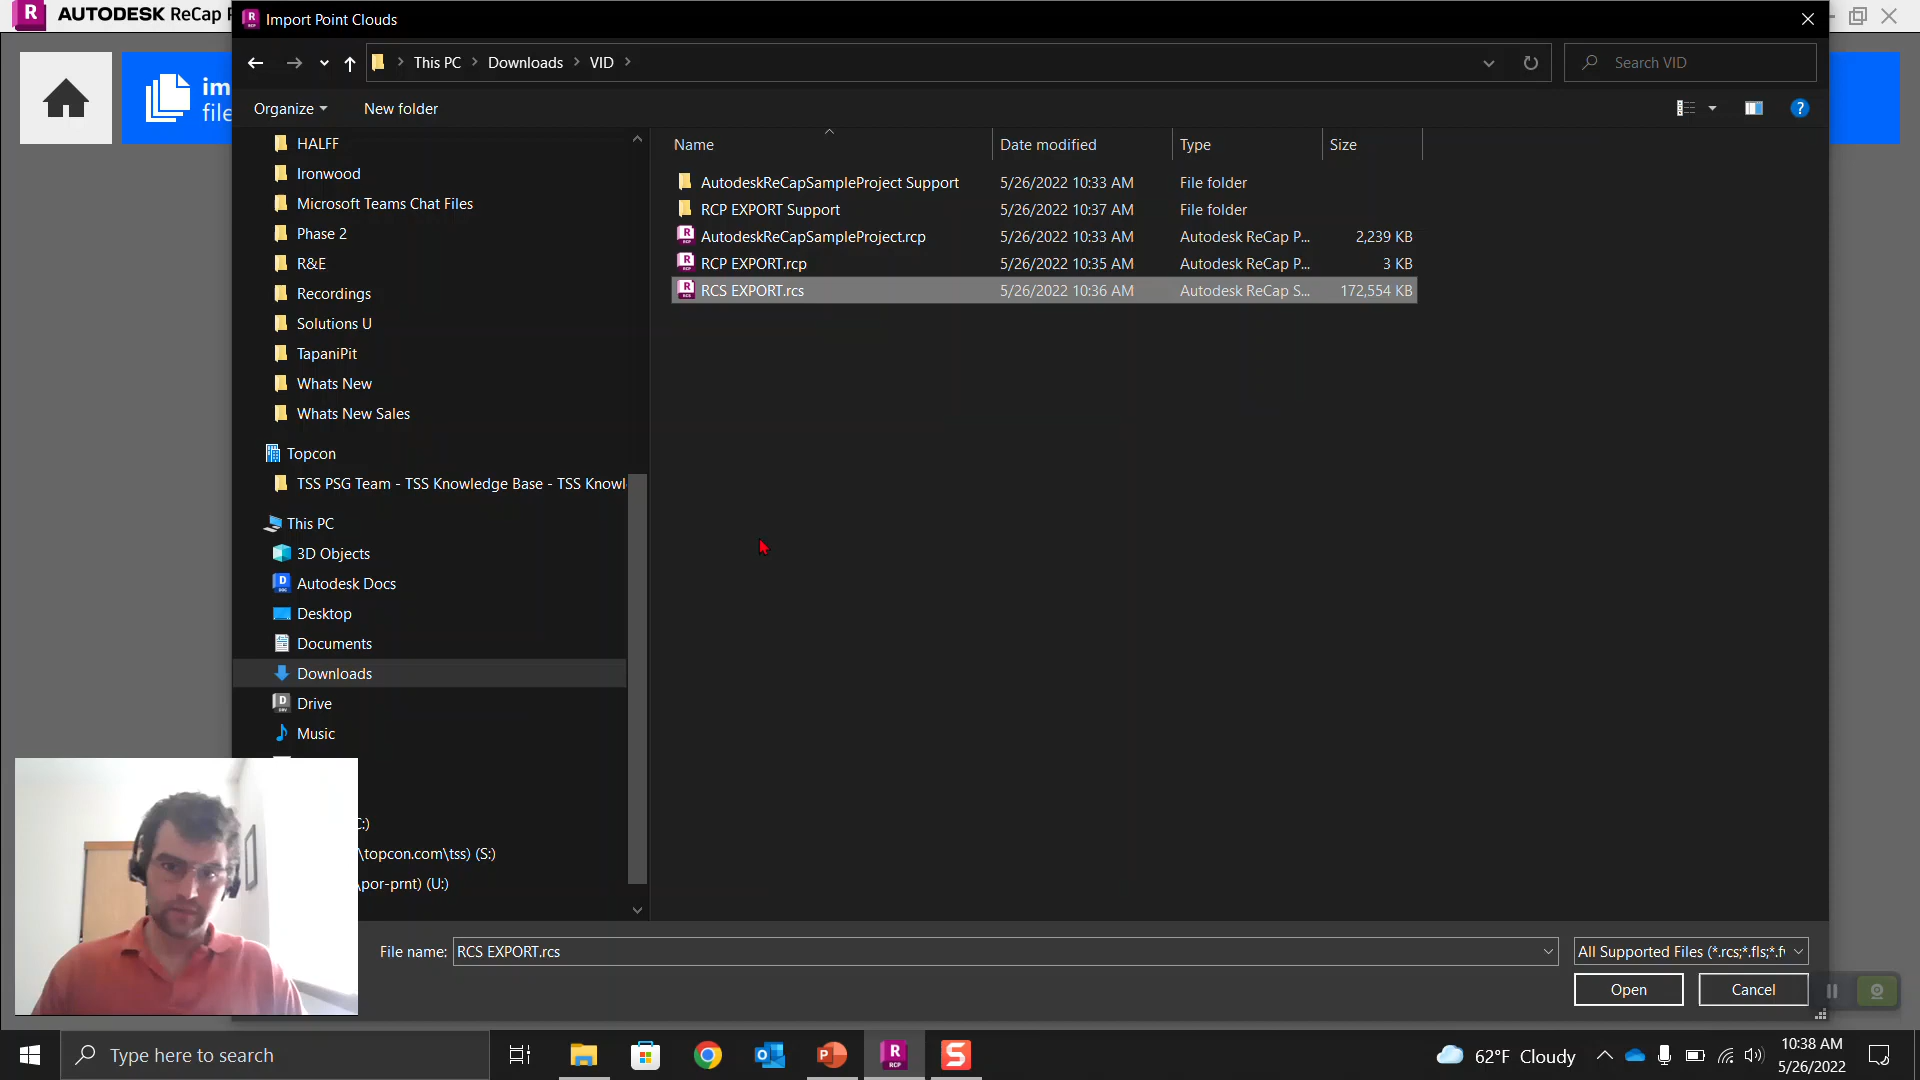 AUTODESK ReCap
Import Point Clouds
This PC
Downloads
VID
Search VID
Organize
New folder
HALFF
Ironwood
Microsoft Teams Chat Files
Phase 2
R&E
Recordings
Solutions U
TapaniPit
Whats New
Whats New Sales
Topcon
TSS PSG Team - TSS Knowledge Base - TSS Knowl
This PC
3D Objects
Autodesk Docs
Desktop
Documents
Downloads
Drive
Music
C:)
\topcon.com\tss) (S:)
\por-prnt) (U:)
Name Date modified Type Size
AutodeskReCapSampleProject Support 5/26/2022 10:33 AM File folder
RCP EXPORT Support 5/26/2022 10:37 AM File folder
AutodeskReCapSampleProject.rcp 5/26/2022 10:33 AM Autodesk ReCap P... 2,239 KB
RCP EXPORT.rcp 5/26/2022 10:35 AM Autodesk ReCap P... 3 KB
RCS EXPORT.rcs 5/26/2022 10:36 AM Autodesk ReCap S... 172,554 KB
im
file
File name: RCS EXPORT.rcs
All Supported Files (*.rcs;*.fls;*.f
Open
Cancel
Type here to search
62°F Cloudy
10:38 AM
5/26/2022